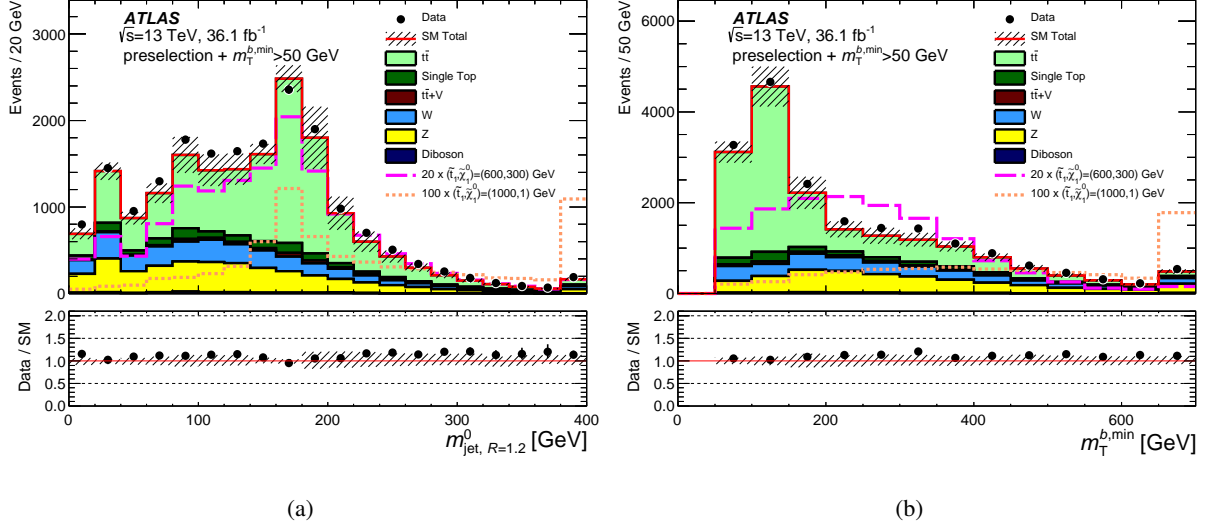 ATLAS
√s=13 TeV, 36.1 fb⁻¹
preselection + m_T^{b,min}>50 GeV
Data
SM Total
tt̄
Single Top
tt̄+V
W
Z
Diboson
20 x (t̃₁,χ̃₁⁰)=(600,300) GeV
100 x (t̃₁,χ̃₁⁰)=(1000,1) GeV
Events / 20 GeV
3000
2000
1000
0
Data / SM
2.0
1.5
1.0
0.5
0.0
0 100 200 300 400
m⁰_{jet, R=1.2} [GeV]
(a)
ATLAS
√s=13 TeV, 36.1 fb⁻¹
preselection + m_T^{b,min}>50 GeV
Data
SM Total
tt̄
Single Top
tt̄+V
W
Z
Diboson
20 x (t̃₁,χ̃₁⁰)=(600,300) GeV
100 x (t̃₁,χ̃₁⁰)=(1000,1) GeV
Events / 50 GeV
6000
4000
2000
0
Data / SM
2.0
1.5
1.0
0.5
0.0
0 200 400 600
m_T^{b,min} [GeV]
(b)